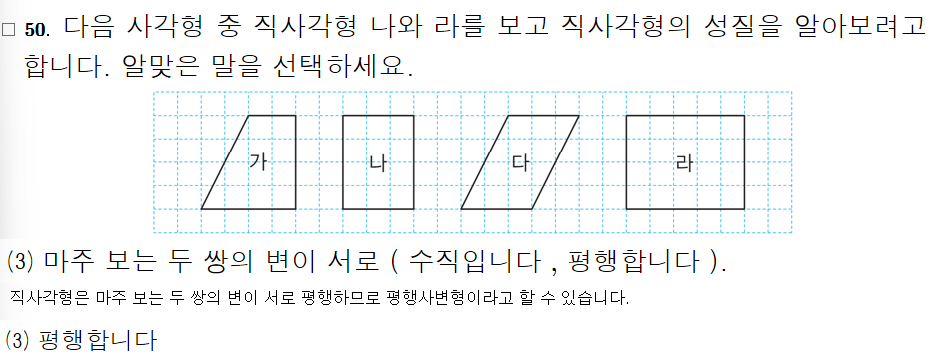 □ 50. 다음 사각형 중 직사각형 나와 라를 보고 직사각형의 성질을 알아보려고
합니다. 알맞은 말을 선택하세요.
가 나 다 라
(3) 마주 보는 두 쌍의 변이 서로 ( 수직입니다 , 평행합니다 ).
직사각형은 마주 보는 두 쌍의 변이 서로 평행하므로 평행사변형이라고 할 수 있습니다.
(3) 평행합니다